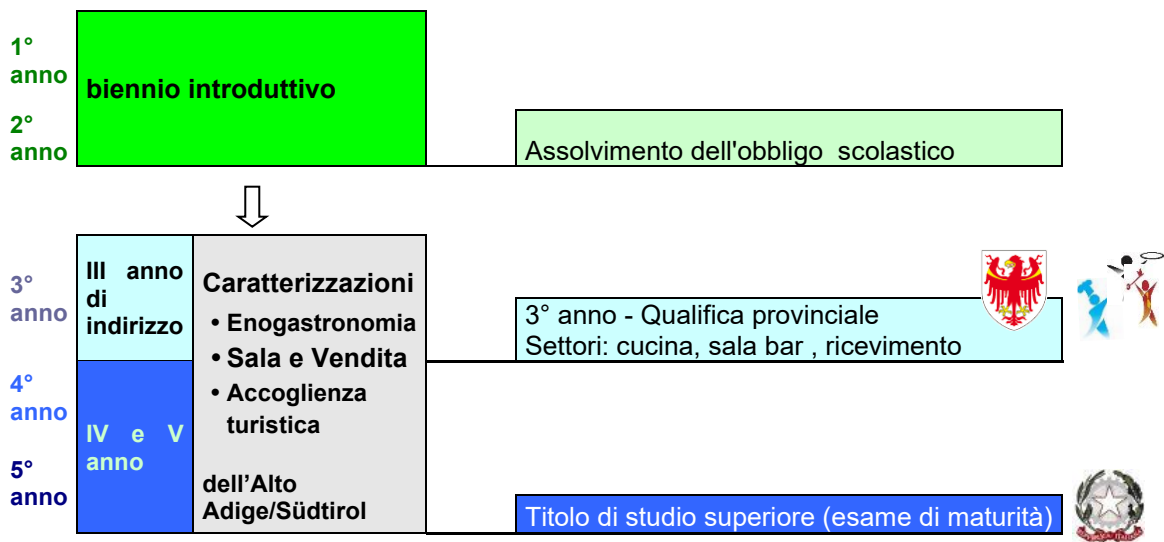 1°
anno
2°
anno
biennio introduttivo
Assolvimento dell'obbligo scolastico
3°
anno
4°
anno
5°
anno
III anno
di
indirizzo
IV e V
anno
Caratterizzazioni
• Enogastronomia
• Sala e Vendita
• Accoglienza
turistica
dell'Alto
Adige/Südtirol
3° anno - Qualifica provinciale
Settori: cucina, sala bar , ricevimento
Titolo di studio superiore (esame di maturità)